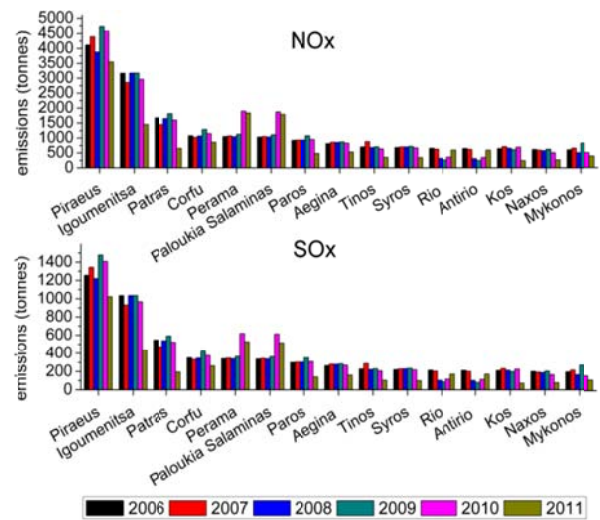 NOx
emissions (tonnes)
5000
4500
4000
3500
3000
2500
2000
1500
1000
500
0
Piraeus
Igoumenitsa
Patras
Corfu
Perama
Paloukia Salaminas
Paros
Aegina
Tinos
Syros
Rio
Antirio
Kos
Naxos
Mykonos
SOx
emissions (tonnes)
1400
1200
1000
800
600
400
200
0
Piraeus
Igoumenitsa
Patras
Corfu
Perama
Paloukia Salaminas
Paros
Aegina
Tinos
Syros
Rio
Antirio
Kos
Naxos
Mykonos
2006 2007 2008 2009 2010 2011